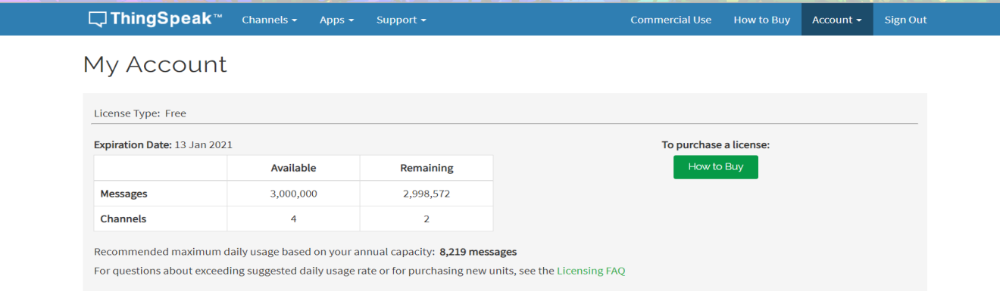 ThingSpeak™ Channels Apps Support Commercial Use How to Buy Account Sign Out
My Account
License Type: Free
Expiration Date: 13 Jan 2021 To purchase a license:
Available Remaining How to Buy
Messages 3,000,000 2,998,572
Channels 4 2
Recommended maximum daily usage based on your annual capacity: 8,219 messages
For questions about exceeding suggested daily usage rate or for purchasing new units, see the Licensing FAQ